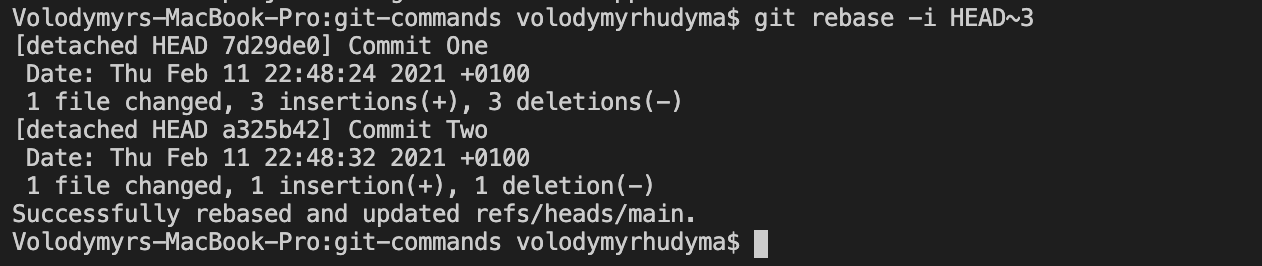 Volodymyrs-MacBook-Pro:git-commands volodymyrhudyma$ git rebase -i HEAD~3
[detached HEAD 7d29de0] Commit One
Date: Thu Feb 11 22:48:24 2021 +0100
1 file changed, 3 insertions(+), 3 deletions(-)
[detached HEAD a325b42] Commit Two
Date: Thu Feb 11 22:48:32 2021 +0100
1 file changed, 1 insertion(+), 1 deletion(-)
Successfully rebased and updated refs/heads/main.
Volodymyrs-MacBook-Pro:git-commands volodymyrhudyma$